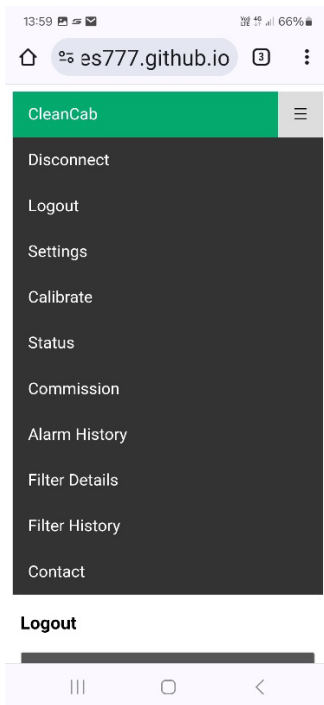 13:59 66%
es777.github.io 3
CleanCab
Disconnect
Logout
Settings
Calibrate
Status
Commission
Alarm History
Filter Details
Filter History
Contact
Logout